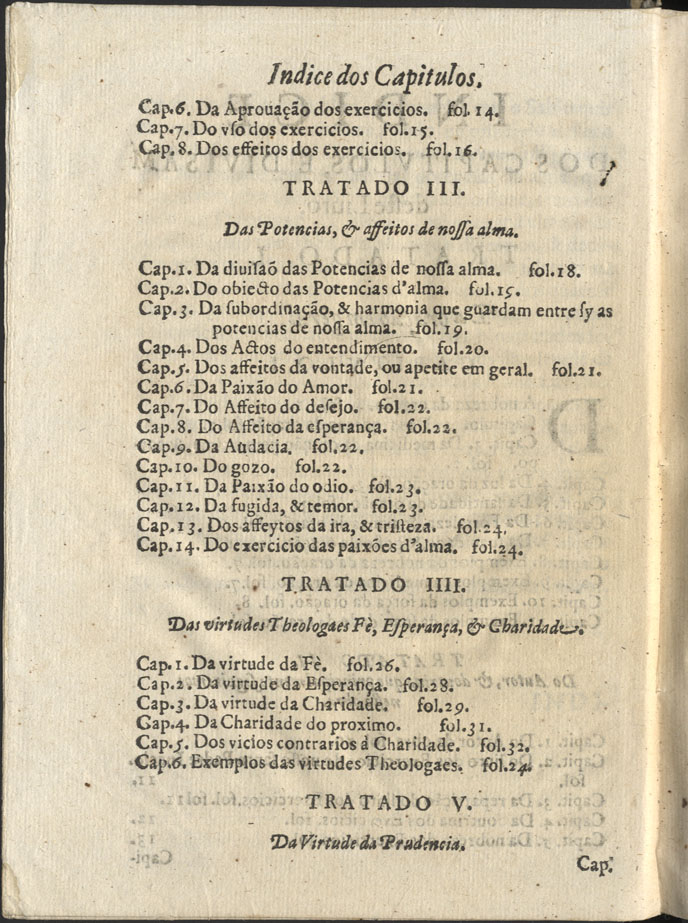 Indice dos Capitulos.
Cap.6. Da Aprouação dos exercicios. fol. 14.
Cap.7. Do vso dos exercicios. fol.15.
Cap. 8. Dos effeitos dos exercicios. fol.16.
TRATADO III.
Das Potencias, & affeitos de nossa alma.
Cap.1. Da diuisaõ das Potencias de nossa alma. fol.18.
Cap.2. Do obiecto das Potencias d'alma. fol.15.
Cap.3. Da subordinação, & harmonia que guardam entre sy as
potencias de nossa alma. fol.19.
Cap.4. Dos Actos do entendimento. fol.20.
Cap.5. Dos affeitos da vontade, ou apetite em geral. fol.21.
Cap.6. Da Paixão do Amor. fol.21.
Cap.7. Do Affeito do desejo. fol.22.
Cap.8. Do Affeito da esperança. fol.22.
Cap.9. Da Audacia. fol.22.
Cap.10. Do gozo. fol.22.
Cap.11. Da Paixão do odio. fol.23.
Cap.12. Da fugida, & temor. fol.23.
Cap.13. Dos affeytos da ira, & tristeza. fol.24.
Cap.14. Do exercicio das paixões d'alma. fol.24.
TRATADO IIII.
Das virtudes Theologaes Fè, Esperança, & Charidade.
Cap.1. Da virtude da Fè. fol.26.
Cap.2. Da virtude da Esperança. fol.28.
Cap.3. Da virtude da Charidade. fol.29.
Cap.4. Da Charidade do proximo. fol.31.
Cap.5. Dos vicios contrarios à Charidade. fol.32.
Cap.6. Exemplos das virtudes Theologaes. fol.24.
TRATADO V.
Da Virtude da Prudencia.
Cap.